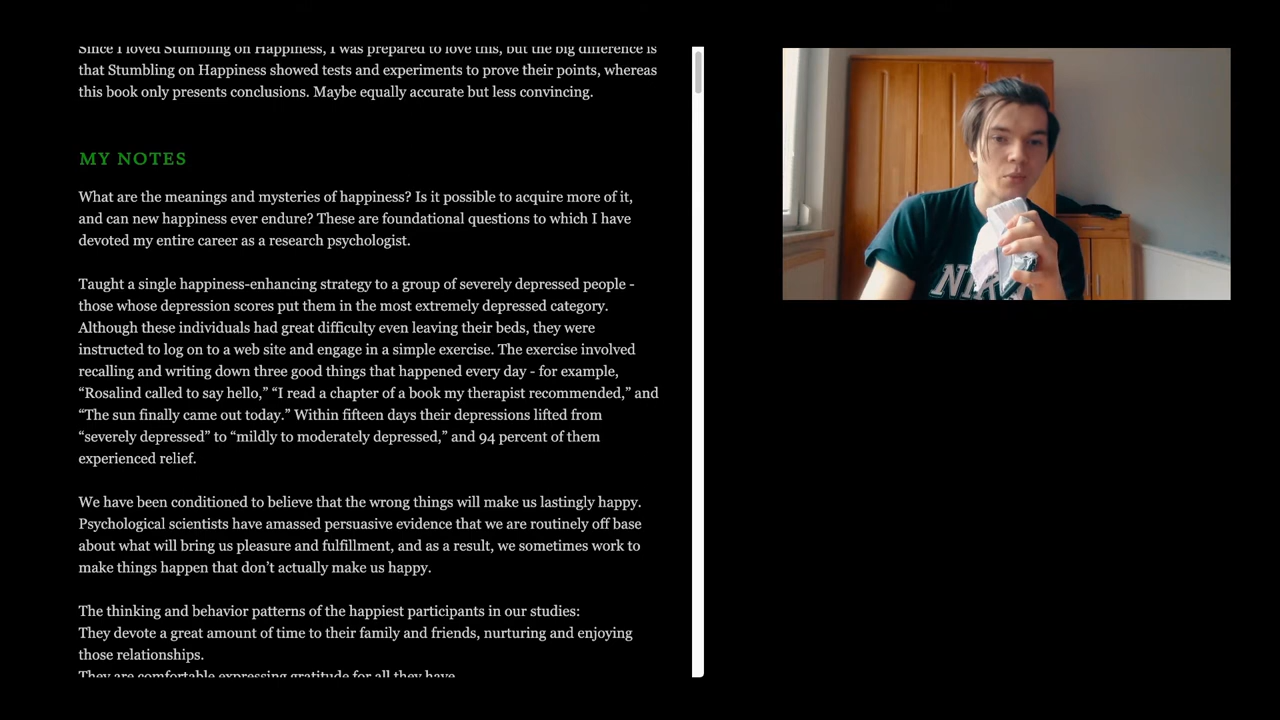 Since I loved Stumbling on Happiness, I was prepared to love this, but the big difference is
that Stumbling on Happiness showed tests and experiments to prove their points, whereas
this book only presents conclusions. Maybe equally accurate but less convincing.
MY NOTES
What are the meanings and mysteries of happiness? Is it possible to acquire more of it,
and can new happiness ever endure? These are foundational questions to which I have
devoted my entire career as a research psychologist.
Taught a single happiness-enhancing strategy to a group of severely depressed people -
those whose depression scores put them in the most extremely depressed category.
Although these individuals had great difficulty even leaving their beds, they were
instructed to log on to a web site and engage in a simple exercise. The exercise involved
recalling and writing down three good things that happened every day - for example,
“Rosalind called to say hello,” “I read a chapter of a book my therapist recommended,” and
“The sun finally came out today.” Within fifteen days their depressions lifted from
“severely depressed” to “mildly to moderately depressed,” and 94 percent of them
experienced relief.
We have been conditioned to believe that the wrong things will make us lastingly happy.
Psychological scientists have amassed persuasive evidence that we are routinely off base
about what will bring us pleasure and fulfillment, and as a result, we sometimes work to
make things happen that don’t actually make us happy.
The thinking and behavior patterns of the happiest participants in our studies:
They devote a great amount of time to their family and friends, nurturing and enjoying
those relationships.
They are comfortable expressing gratitude for all they have.